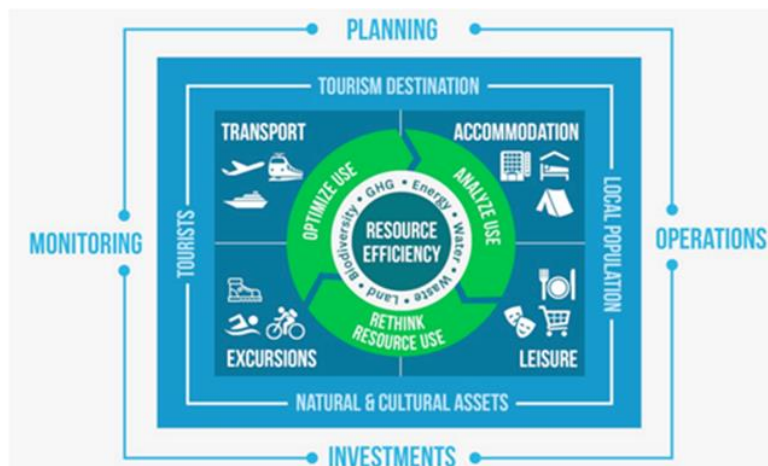 PLANNING
TOURISM DESTINATION
TRANSPORT
ACCOMMODATION
OPTIMIZE USE
ANALYZE USE
GHG • Energy • Water • Waste • Land • Biodiversity •
RESOURCE
EFFICIENCY
MONITORING
TOURISTS
LOCAL POPULATION
OPERATIONS
RETHINK
RESOURCE USE
EXCURSIONS
LEISURE
NATURAL & CULTURAL ASSETS
INVESTMENTS